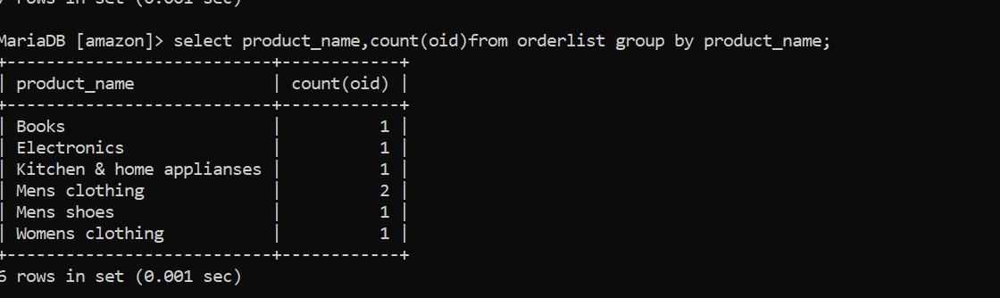 rows in set (0.001 sec)
MariaDB [amazon]> select product_name,count(oid)from orderlist group by product_name;
+---------------------------+------------+
| product_name              | count(oid) |
+---------------------------+------------+
| Books                     |          1 |
| Electronics               |          1 |
| Kitchen & home applianses |          1 |
| Mens clothing             |          2 |
| Mens shoes                |          1 |
| Womens clothing           |          1 |
+---------------------------+------------+
6 rows in set (0.001 sec)